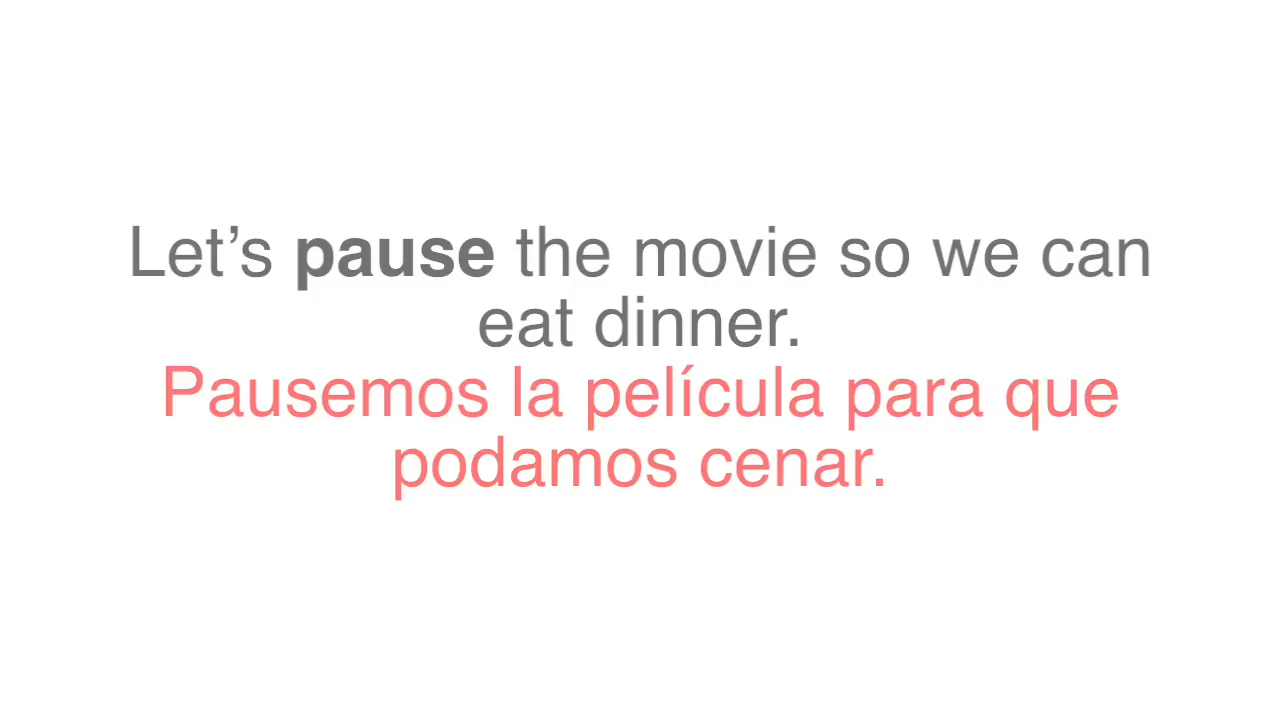 Let’s pause the movie so we can
eat dinner.
Pausemos la película para que
podamos cenar.